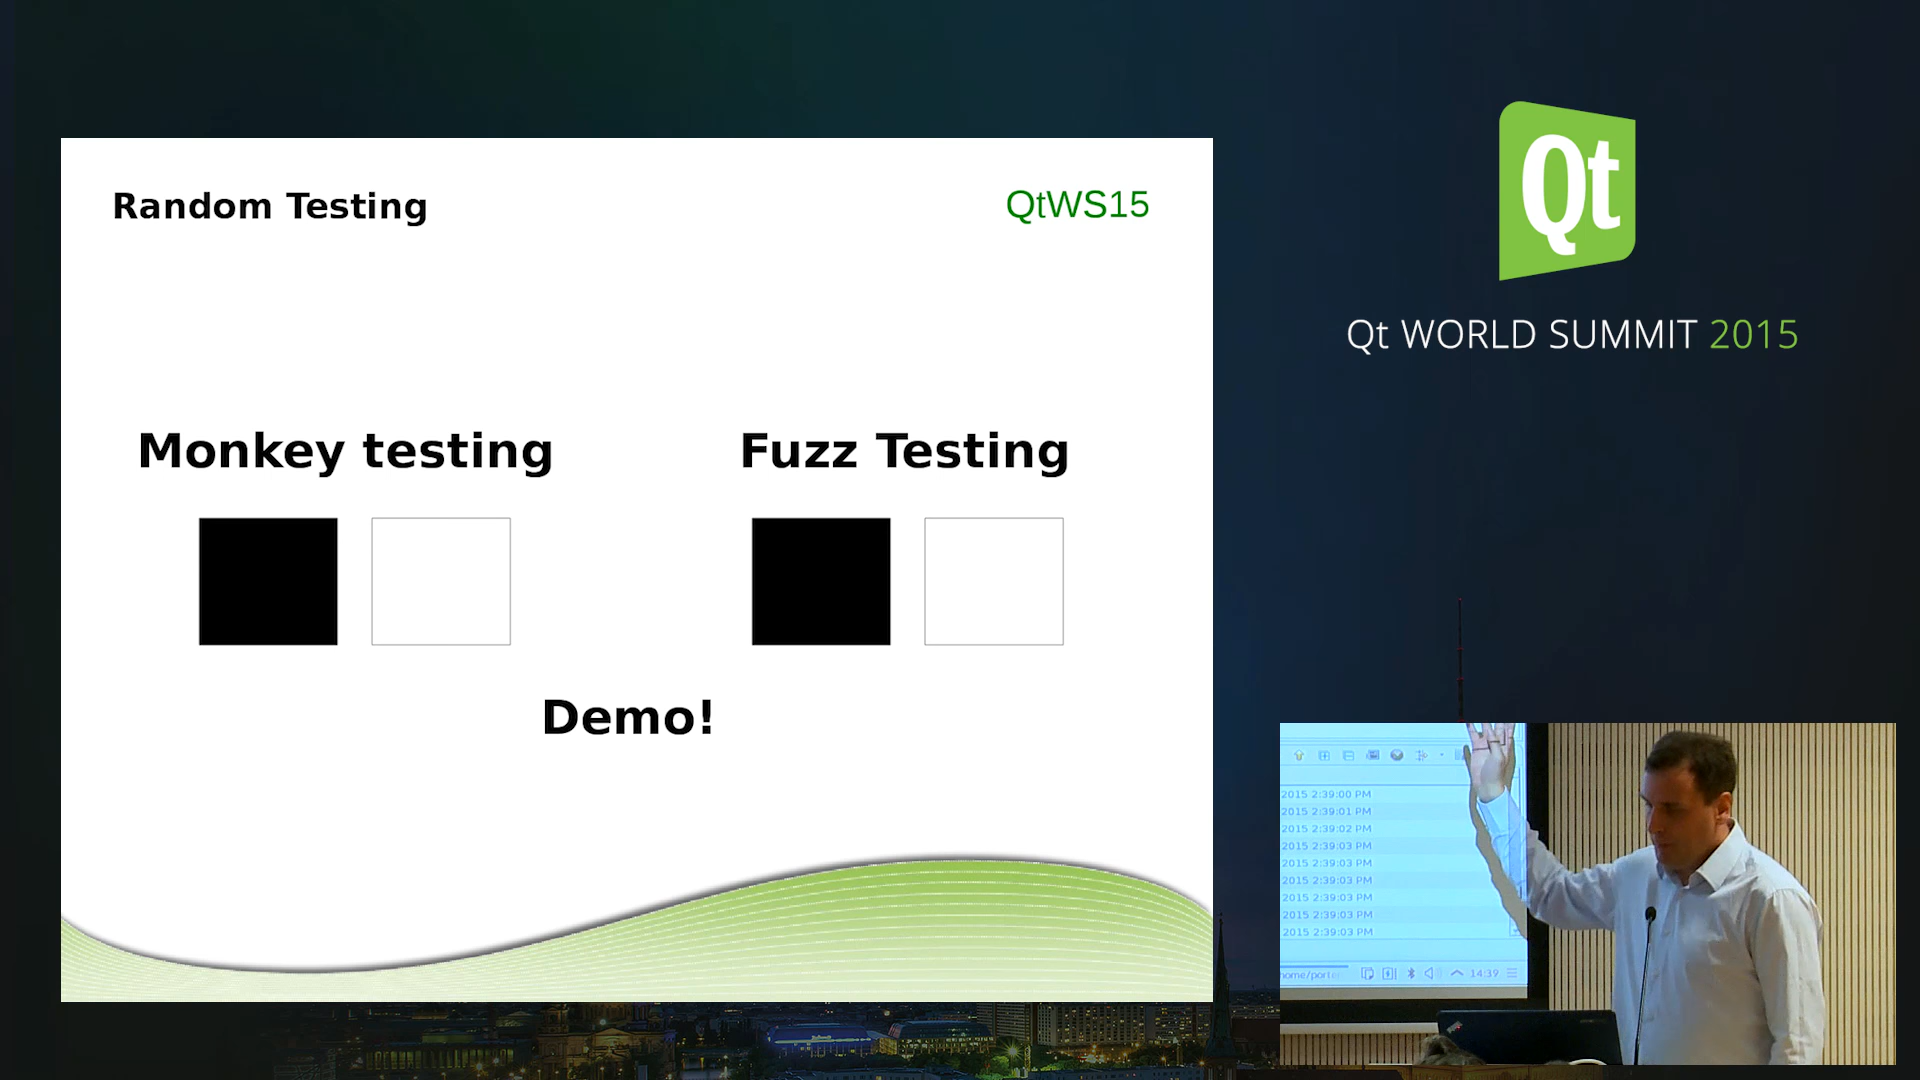 Random Testing
QtWS15
Monkey testing
Fuzz Testing
Demo!
Qt
Qt WORLD SUMMIT 2015
2015 2:39:00 PM
2015 2:39:01 PM
2015 2:39:02 PM
2015 2:39:03 PM
2015 2:39:03 PM
2015 2:39:03 PM
2015 2:39:03 PM
2015 2:39:03 PM
2015 2:39:03 PM
14:39